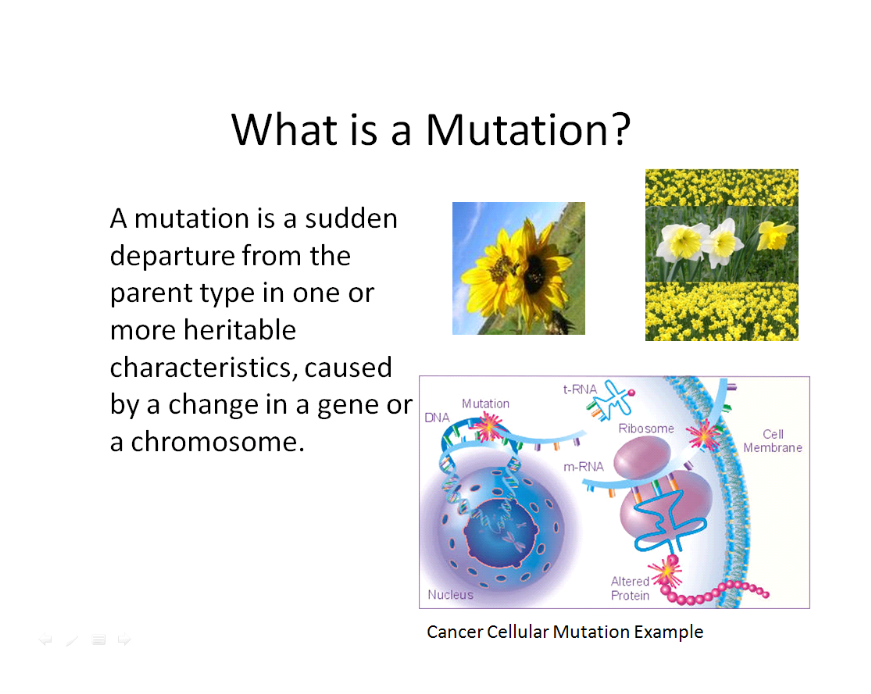 What is a Mutation?
A mutation is a sudden
departure from the
parent type in one or
more heritable
characteristics, caused
by a change in a gene or
a chromosome.
t-RNA
Mutation
DNA
Ribosome
Cell
Membrane
m-RNA
Altered
Protein
Nucleus
Cancer Cellular Mutation Example